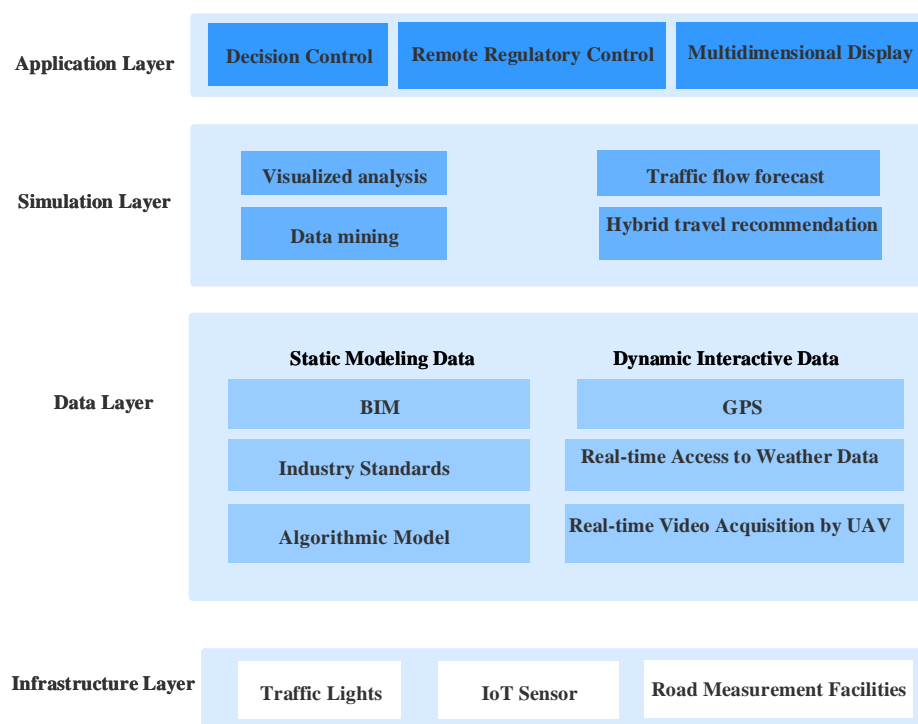 Application Layer
Decision Control
Remote Regulatory Control
Multidimensional Display
Simulation Layer
Visualized analysis
Traffic flow forecast
Data mining
Hybrid travel recommendation
Data Layer
Static Modeling Data
Dynamic Interactive Data
BIM
GPS
Industry Standards
Real-time Access to Weather Data
Algorithmic Model
Real-time Video Acquisition by UAV
Infrastructure Layer
Traffic Lights
IoT Sensor
Road Measurement Facilities